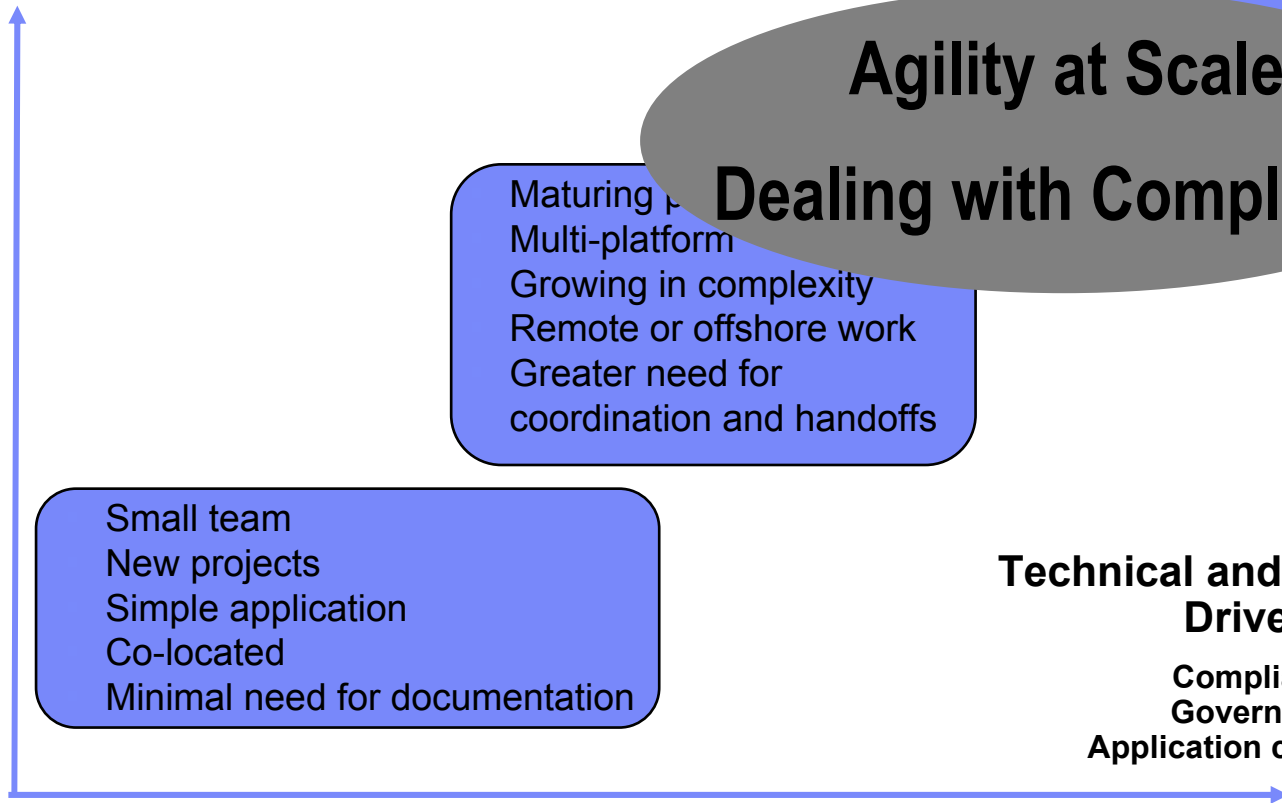 Agility at Scale
Dealing with Compl
Maturing p
Multi-platform
Growing in complexity
Remote or offshore work
Greater need for
coordination and handoffs
Small team
New projects
Simple application
Co-located
Minimal need for documentation
Technical and
Drive
Complia
Govern
Application c